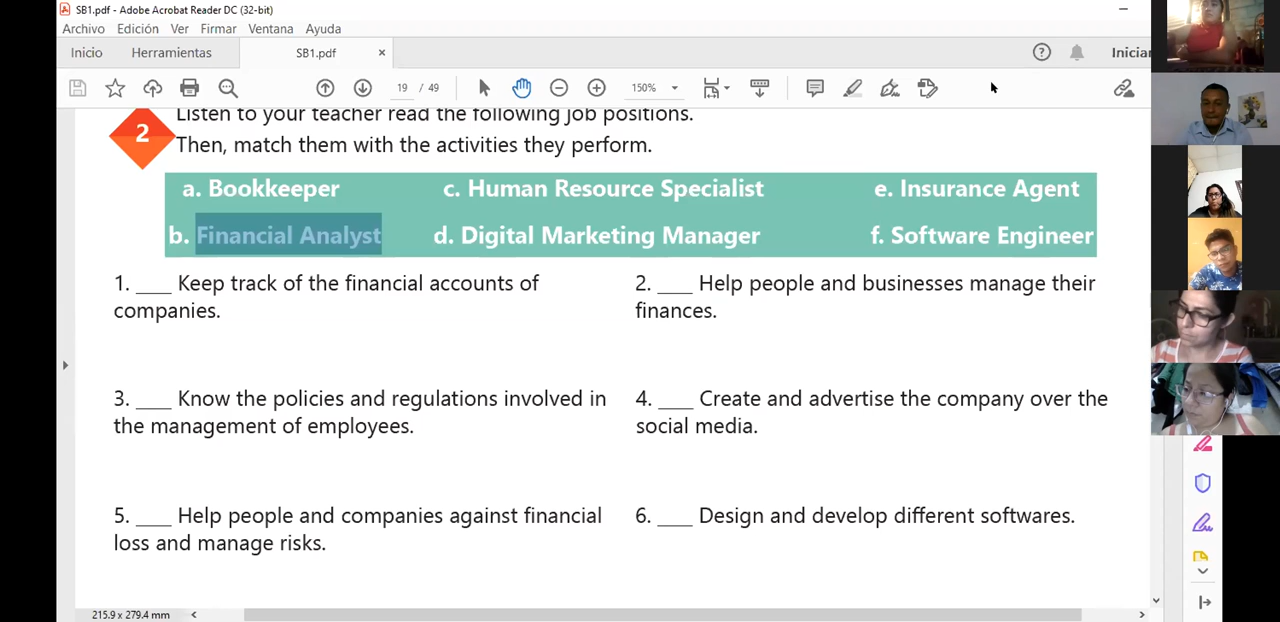 SB1.pdf - Adobe Acrobat Reader DC (32-bit)
Archivo Edición Ver Firmar Ventana Ayuda
Inicio Herramientas SB1.pdf × Iniciar
19 / 49 150%
2
Listen to your teacher read the following job positions.
Then, match them with the activities they perform.
a. Bookkeeper c. Human Resource Specialist e. Insurance Agent
b. Financial Analyst d. Digital Marketing Manager f. Software Engineer
1. ___ Keep track of the financial accounts of
companies.
2. ___ Help people and businesses manage their
finances.
3. ___ Know the policies and regulations involved in
the management of employees.
4. ___ Create and advertise the company over the
social media.
5. ___ Help people and companies against financial
loss and manage risks.
6. ___ Design and develop different softwares.
215.9 x 279.4 mm